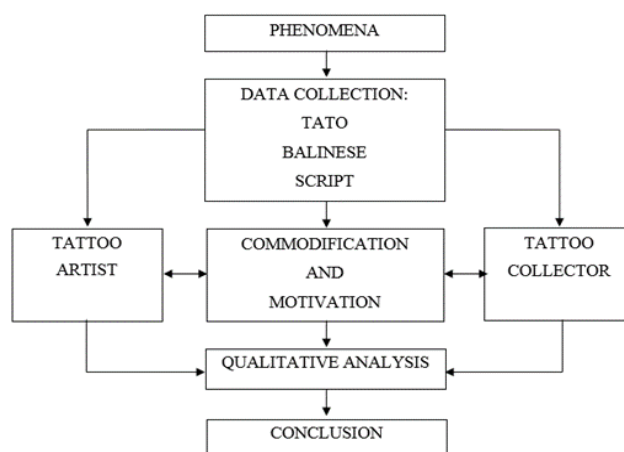 PHENOMENA
DATA COLLECTION:
TATO
BALINESE
SCRIPT
TATTOO
ARTIST
COMMODIFICATION
AND
MOTIVATION
TATTOO
COLLECTOR
QUALITATIVE ANALYSIS
CONCLUSION